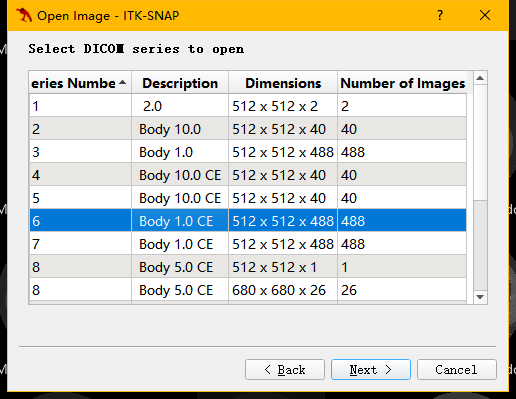 Open Image - ITK-SNAP ?
Select DICOM series to open
eries Numbe Description Dimensions Number of Images
1 2.0 512 x 512 x 2 2
2 Body 10.0 512 x 512 x 40 40
3 Body 1.0 512 x 512 x 488 488
4 Body 10.0 CE 512 x 512 x 40 40
5 Body 10.0 CE 512 x 512 x 40 40
6 Body 1.0 CE 512 x 512 x 488 488
7 Body 1.0 CE 512 x 512 x 488 488
8 Body 5.0 CE 512 x 512 x 1 1
8 Body 5.0 CE 680 x 680 x 26 26
< Back Next > Cancel